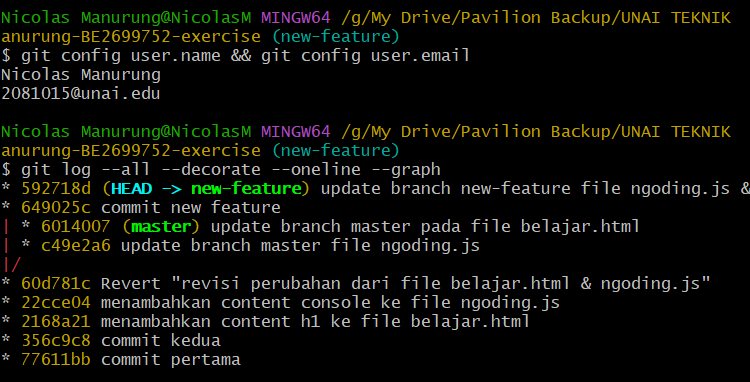 Nicolas Manurung@NicolasM MINGW64 /g/My Drive/Pavilion Backup/UNAI TEKNIK
anurung-BE2699752-exercise (new-feature)
$ git config user.name && git config user.email
Nicolas Manurung
2081015@unai.edu
Nicolas Manurung@NicolasM MINGW64 /g/My Drive/Pavilion Backup/UNAI TEKNIK
anurung-BE2699752-exercise (new-feature)
$ git log --all --decorate --oneline --graph
* 592718d (HEAD -> new-feature) update branch new-feature file ngoding.js &
* 649025c commit new feature
| * 6014007 (master) update branch master pada file belajar.html
| * c49e2a6 update branch master file ngoding.js
|/
* 60d781c Revert "revisi perubahan dari file belajar.html & ngoding.js"
* 22cce04 menambahkan content console ke file ngoding.js
* 2168a21 menambahkan content h1 ke file belajar.html
* 356c9c8 commit kedua
* 77611bb commit pertama